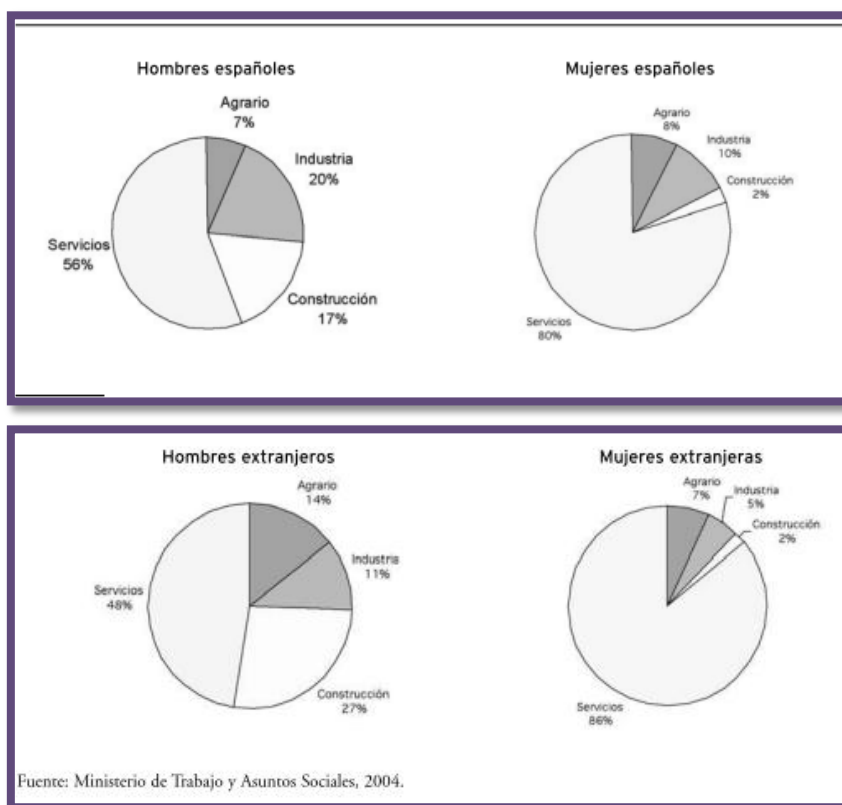 Hombres españoles
Agrario
7%
Industria
20%
Construcción
17%
Servicios
56%
Mujeres españoles
Agrario
8%
Industria
10%
Construcción
2%
Servicios
80%
Hombres extranjeros
Agrario
14%
Industria
11%
Construcción
27%
Servicios
48%
Mujeres extranjeras
Agrario
7%
Industria
5%
Construcción
2%
Servicios
86%
Fuente: Ministerio de Trabajo y Asuntos Sociales, 2004.